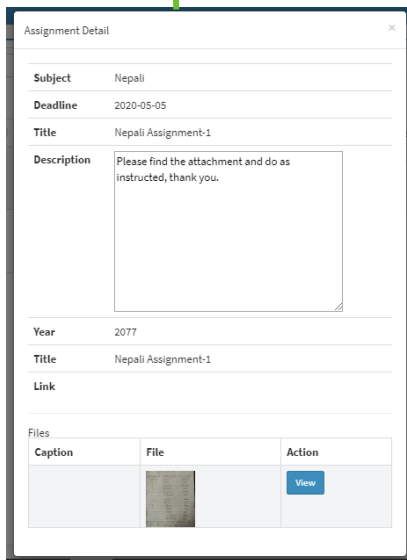 Assignment Detail ×
Subject Nepali
Deadline 2020-05-05
Title Nepali Assignment-1
Description Please find the attachment and do as
instructed, thank you.
Year 2077
Title Nepali Assignment-1
Link
Files
Caption File Action
View